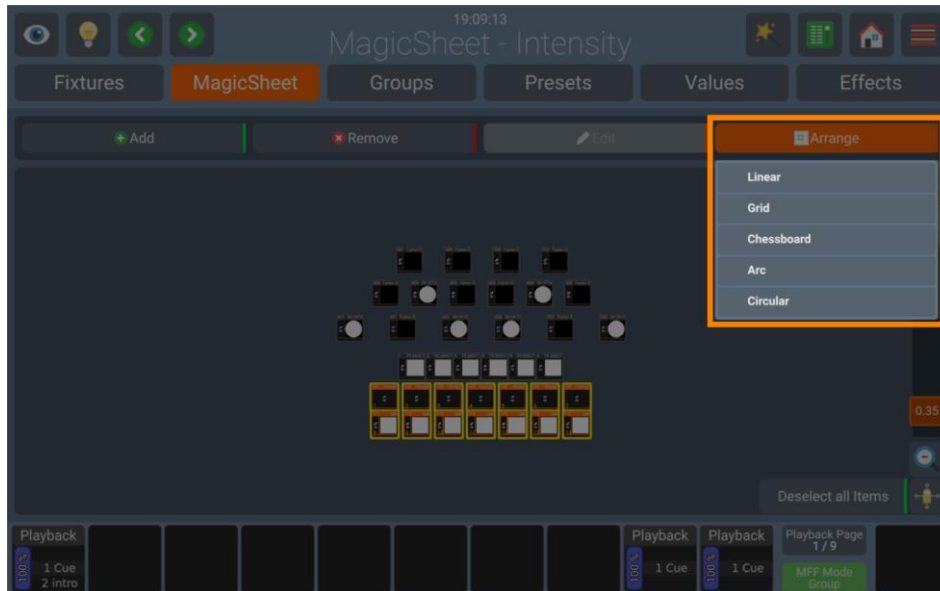 19:09:13
MagicSheet - Intensity
Fixtures
MagicSheet
Groups
Presets
Values
Effects
Add
Remove
Edit
Arrange
Linear
Grid
Chessboard
Arc
Circular
0.35
Deselect all Items
Playback
100 %
1 Cue
2 intro
Playback
100 %
1 Cue
Playback
100 %
1 Cue
Playback Page
1 / 9
MFF Mode
Group